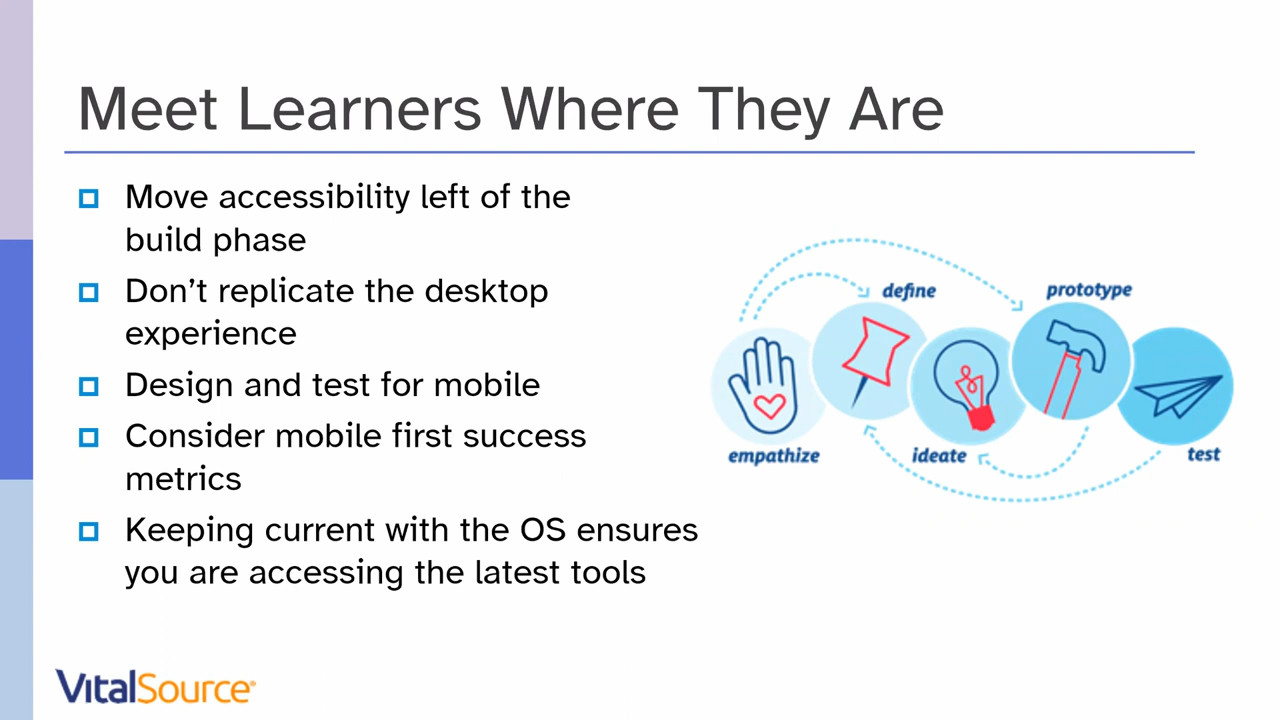 Meet Learners Where They Are
Move accessibility left of the
build phase
Don’t replicate the desktop
experience
Design and test for mobile
Consider mobile first success
metrics
Keeping current with the OS ensures
you are accessing the latest tools
define
prototype
empathize
ideate
test
VitalSource